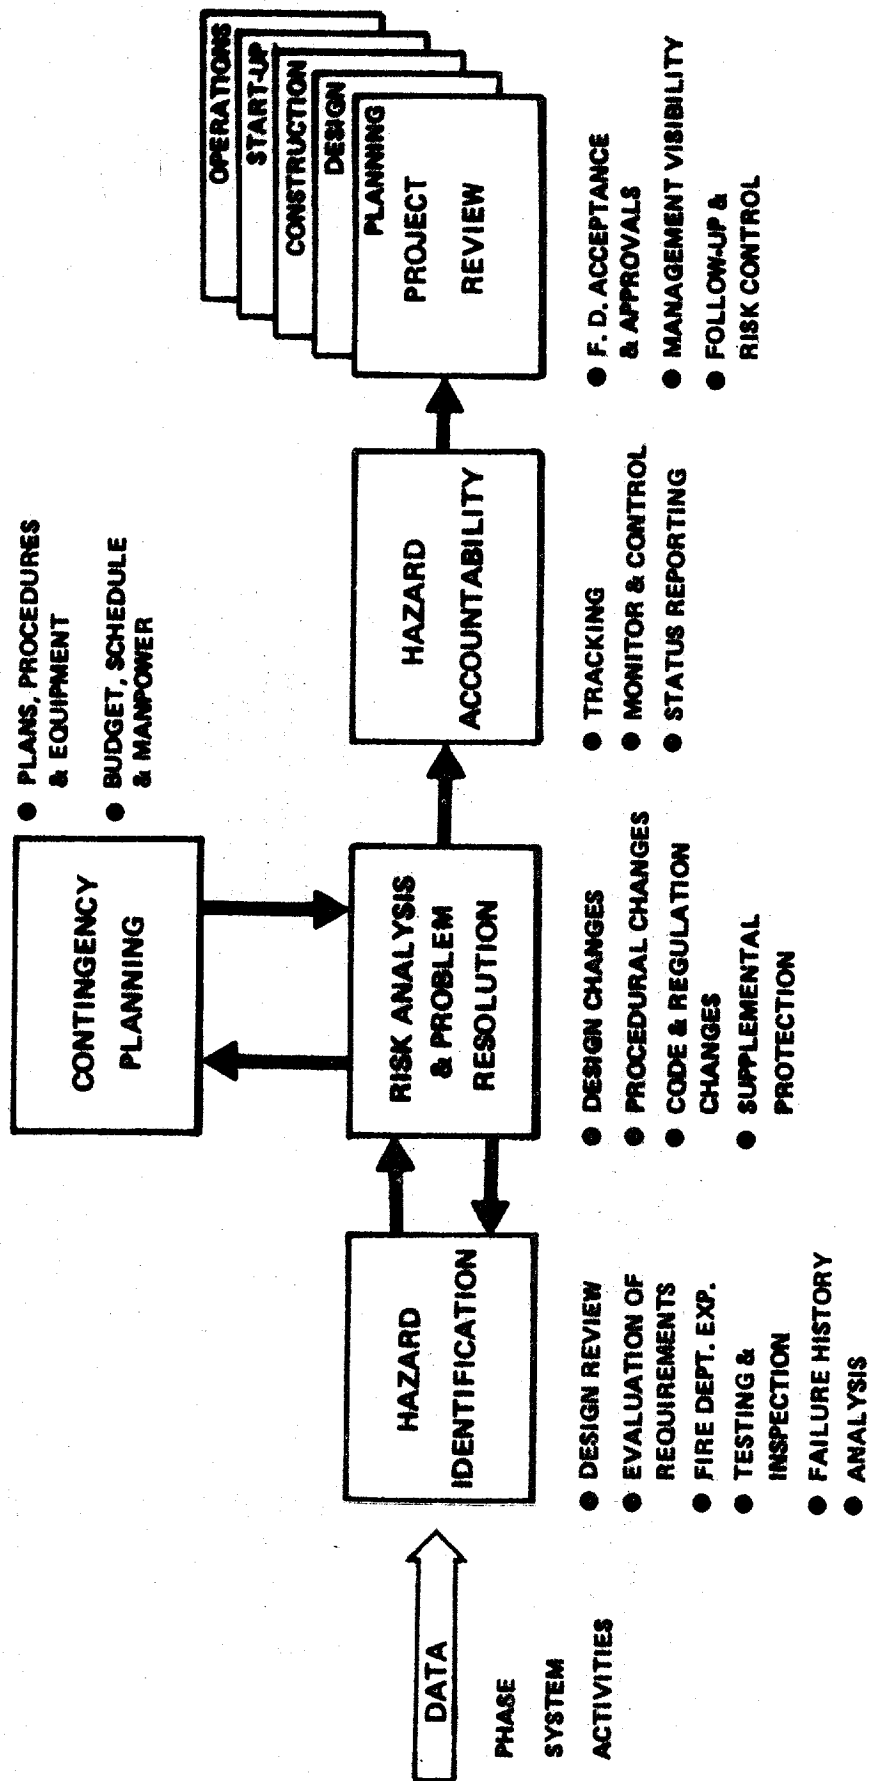 DATA
PHASE
SYSTEM
ACTIVITIES
HAZARD
IDENTIFICATION
● DESIGN REVIEW
● EVALUATION OF
REQUIREMENTS
● FIRE DEPT. EXP.
● TESTING &
INSPECTION
● FAILURE HISTORY
● ANALYSIS
CONTINGENCY
PLANNING
● PLANS, PROCEDURES
& EQUIPMENT
● BUDGET, SCHEDULE
& MANPOWER
RISK ANALYSIS
& PROBLEM
RESOLUTION
● DESIGN CHANGES
● PROCEDURAL CHANGES
● CODE & REGULATION
CHANGES
● SUPPLEMENTAL
PROTECTION
HAZARD
ACCOUNTABILITY
● TRACKING
● MONITOR & CONTROL
● STATUS REPORTING
OPERATIONS
START-UP
CONSTRUCTION
DESIGN
PLANNING
PROJECT
REVIEW
● F. D. ACCEPTANCE
& APPROVALS
● MANAGEMENT VISIBILITY
● FOLLOW-UP &
RISK CONTROL